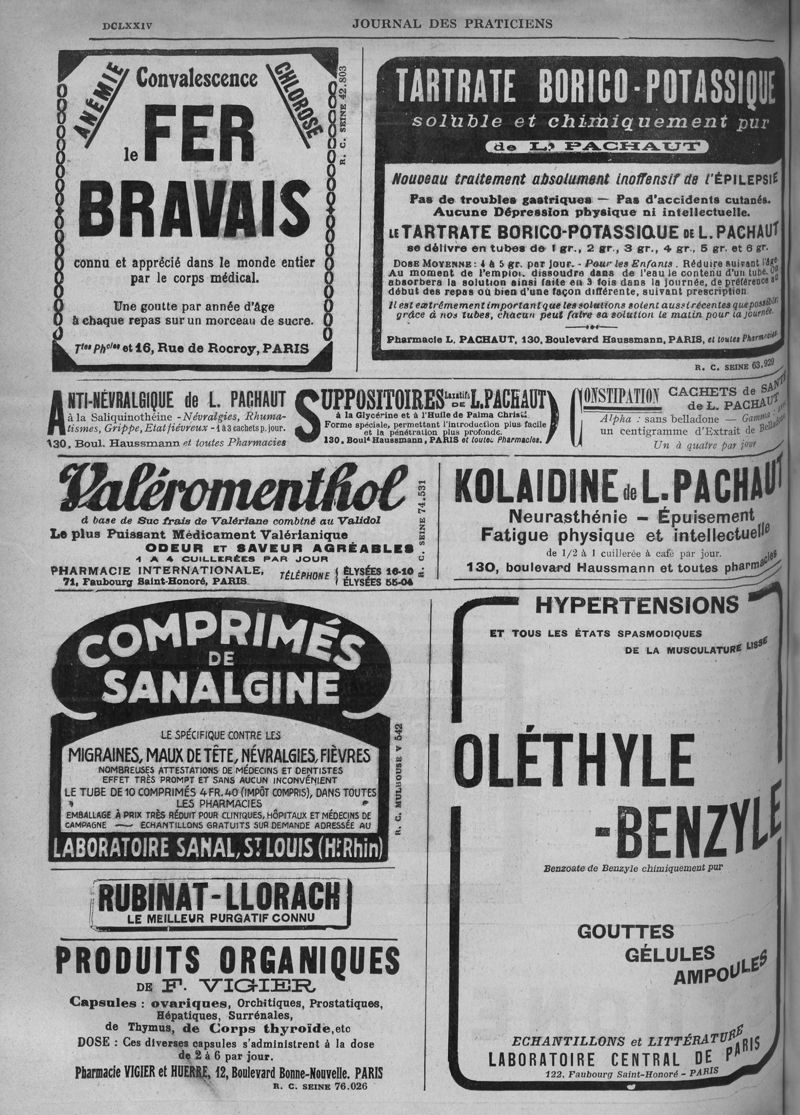 DCLXXIV
JOURNAL DES PRATICIENS
ANÉMIE
Convalescence
CHLOROSE
le FER
BRAVAIS
connu et apprécié dans le monde entier
par le corps médical.
Une goutte par année d'âge
à chaque repas sur un morceau de sucre.
Ttes Phcies et 16, Rue de Rocroy, PARIS
R. C. SEINE 42.803
TARTRATE BORICO-POTASSIQUE
soluble et chimiquement pur
de L. PACHAUT
Nouveau traitement absolument inoffensif de l'ÉPILEPSIE
Pas de troubles gastriques — Pas d'accidents cutanés.
Aucune Dépression physique ni intellectuelle.
LE TARTRATE BORICO-POTASSIQUE DE L. PACHAUT
se délivre en tubes de 1 gr., 2 gr., 3 gr., 4 gr., 5 gr. et 6 gr.
DOSE MOYENNE : 4 à 5 gr. par jour. - Pour les Enfants. Réduire suivant l'âge
Au moment de l'emploi, dissoudre dans de l'eau le contenu d'un tube. On
absorbera la solution ainsi faite en 3 fois dans la journée, de préférence au
début des repas où bien d'une façon différente, suivant prescription
Il est extrêmement important que les solutions soient aussi récentes que possible
grâce à nos tubes, chacun peut faire sa solution le matin pour la journée.
Pharmacie L. PACHAUT, 130, Boulevard Haussmann, PARIS, et toutes Pharmacies.
R. C. SEINE 63.929
ANTI-NÉVRALGIQUE de L. PACHAUT
à la Saliquinothéine - Névralgies, Rhuma-
tismes, Grippe, Etat fiévreux - 1 à 3 cachets p. jour.
130, Boul. Haussmann et toutes Pharmacies
SUPPOSITOIRES Laxatifs DE L. PACHAUT
à la Glycérine et à l'Huile de Palma Christi.
Forme spéciale, permettant l'introduction plus facile
et la pénétration plus profonde.
130, Bould Haussmann, PARIS et toutes Pharmacies.
CONSTIPATION CACHETS de SANTÉ
de L. PACHAUT
Alpha : sans belladone — Gamma :
un centigramme d'Extrait de Belladone
Un à quatre par jour
Valéromenthol
à base de Suc frais de Valériane combiné au Validol
Le plus Puissant Médicament Valérianique
ODEUR ET SAVEUR AGRÉABLES
1 A 4 CUILLERÉES PAR JOUR
PHARMACIE INTERNATIONALE,
71, Faubourg Saint-Honoré, PARIS.
TÉLÉPHONE { ÉLYSÉES 16-10
ÉLYSÉES 55-04
R. C. SEINE 74.531
KOLAIDINE de L. PACHAUT
Neurasthénie - Épuisement
Fatigue physique et intellectuelle
de 1/2 à 1 cuillerée à café par jour.
130, boulevard Haussmann et toutes pharmacies
COMPRIMÉS
DE
SANALGINE
LE SPÉCIFIQUE CONTRE LES
MIGRAINES, MAUX DE TÊTE, NÉVRALGIES, FIÈVRES
NOMBREUSES ATTESTATIONS DE MÉDECINS ET DENTISTES
EFFET TRÈS PROMPT ET SANS AUCUN INCONVÉNIENT
LE TUBE DE 10 COMPRIMÉS 4 FR. 40 (IMPÔT COMPRIS), DANS TOUTES
LES PHARMACIES
EMBALLAGE À PRIX TRÈS RÉDUIT POUR CLINIQUES, HÔPITAUX ET MÉDECINS DE
CAMPAGNE — ÉCHANTILLONS GRATUITS SUR DEMANDE ADRESSÉE AU
LABORATOIRE SANAL, ST LOUIS (Ht Rhin)
R. C. MULHOUSE V 542
RUBINAT-LLORACH
LE MEILLEUR PURGATIF CONNU
PRODUITS ORGANIQUES
DE F. VIGIER
Capsules : ovariques, Orchitiques, Prostatiques,
Hépatiques, Surrénales,
de Thymus, de Corps thyroïde, etc
DOSE : Ces diverses capsules s'administrent à la dose
de 2 à 6 par jour.
Pharmacie VIGIER et HUERRE, 12, Boulevard Bonne-Nouvelle. PARIS
R. C. SEINE 76.026
HYPERTENSIONS
ET TOUS LES ÉTATS SPASMODIQUES
DE LA MUSCULATURE LISSE
OLÉTHYLE
-BENZYLE
Benzoate de Benzyle chimiquement pur
GOUTTES
GÉLULES
AMPOULES
ECHANTILLONS et LITTÉRATURE
LABORATOIRE CENTRAL DE PARIS
122, Faubourg Saint-Honoré - PARIS